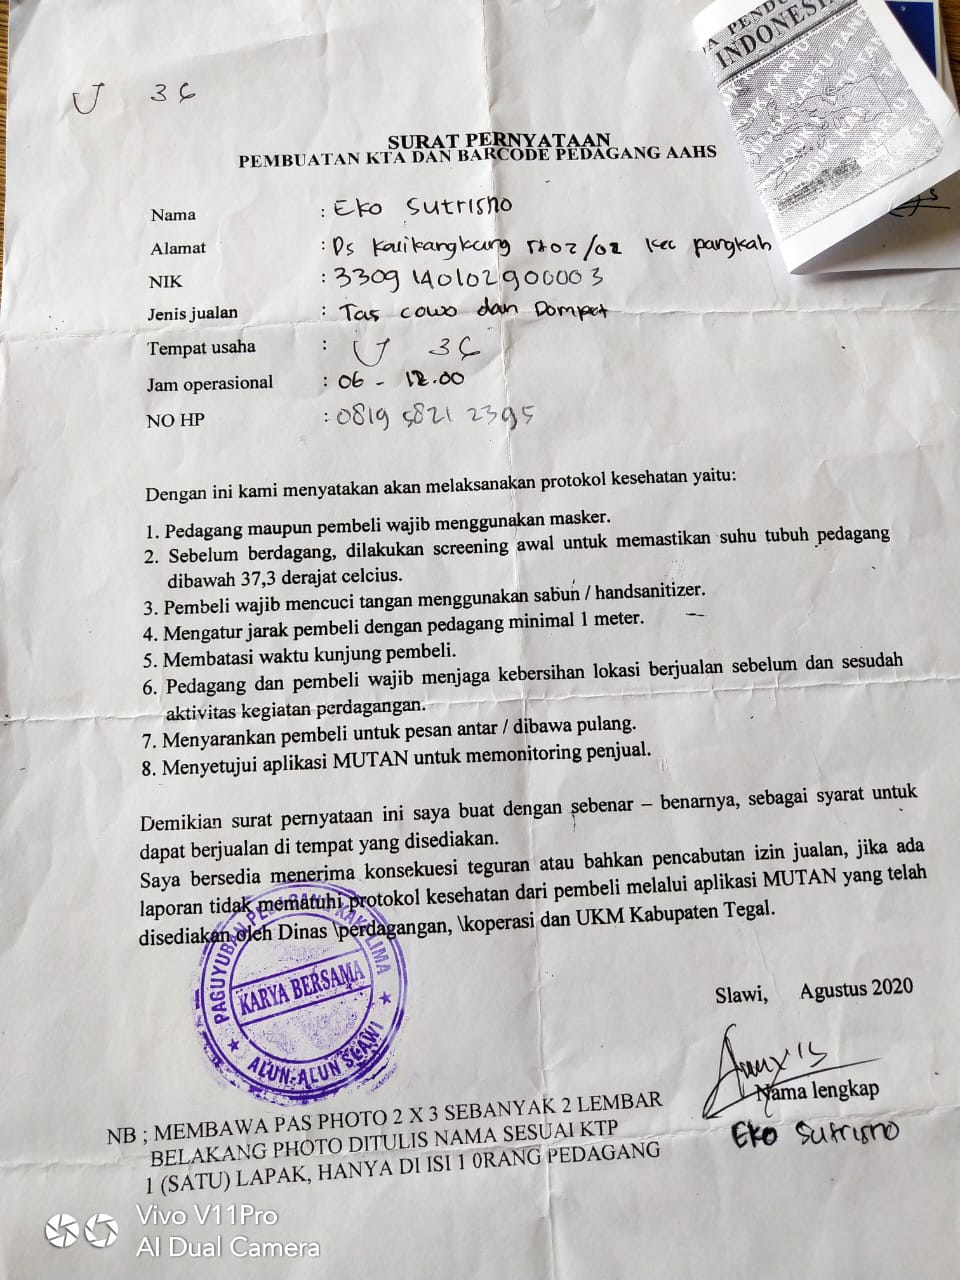 A PENDU
INDONESIA
U 36
SURAT PERNYATAAN
PEMBUATAN KTA DAN BARCODE PEDAGANG AAHS
Nama : Eko Sutrisno
Alamat : Ds Kalikangkung rt 02/02 Kec pangkah
NIK : 3309140102900003
Jenis jualan : Tas cowo dan Dompet
Tempat usaha : U 36
Jam operasional : 06 - 12.00
NO HP : 0819 5821 2395
Dengan ini kami menyatakan akan melaksanakan protokol kesehatan yaitu:
1. Pedagang maupun pembeli wajib menggunakan masker.
2. Sebelum berdagang, dilakukan screening awal untuk memastikan suhu tubuh pedagang
dibawah 37,3 derajat celcius.
3. Pembeli wajib mencuci tangan menggunakan sabun / handsanitizer.
4. Mengatur jarak pembeli dengan pedagang minimal 1 meter.
5. Membatasi waktu kunjung pembeli.
6. Pedagang dan pembeli wajib menjaga kebersihan lokasi berjualan sebelum dan sesudah
aktivitas kegiatan perdagangan.
7. Menyarankan pembeli untuk pesan antar / dibawa pulang.
8. Menyetujui aplikasi MUTAN untuk memonitoring penjual.
Demikian surat pernyataan ini saya buat dengan sebenar – benarnya, sebagai syarat untuk
dapat berjualan di tempat yang disediakan.
Saya bersedia menerima konsekuesi teguran atau bahkan pencabutan izin jualan, jika ada
laporan tidak mematuhi protokol kesehatan dari pembeli melalui aplikasi MUTAN yang telah
disediakan oleh Dinas \perdagangan, \koperasi dan UKM Kabupaten Tegal.
PAGUYUBAN PEDAGANG KAKI LIMA
KARYA BERSAMA
ALUN-ALUN SLAWI
Slawi, Agustus 2020
Nama lengkap
Eko Sutrisno
NB ; MEMBAWA PAS PHOTO 2 X 3 SEBANYAK 2 LEMBAR
BELAKANG PHOTO DITULIS NAMA SESUAI KTP
1 (SATU) LAPAK, HANYA DI ISI 1 0RANG PEDAGANG
Vivo V11Pro
AI Dual Camera